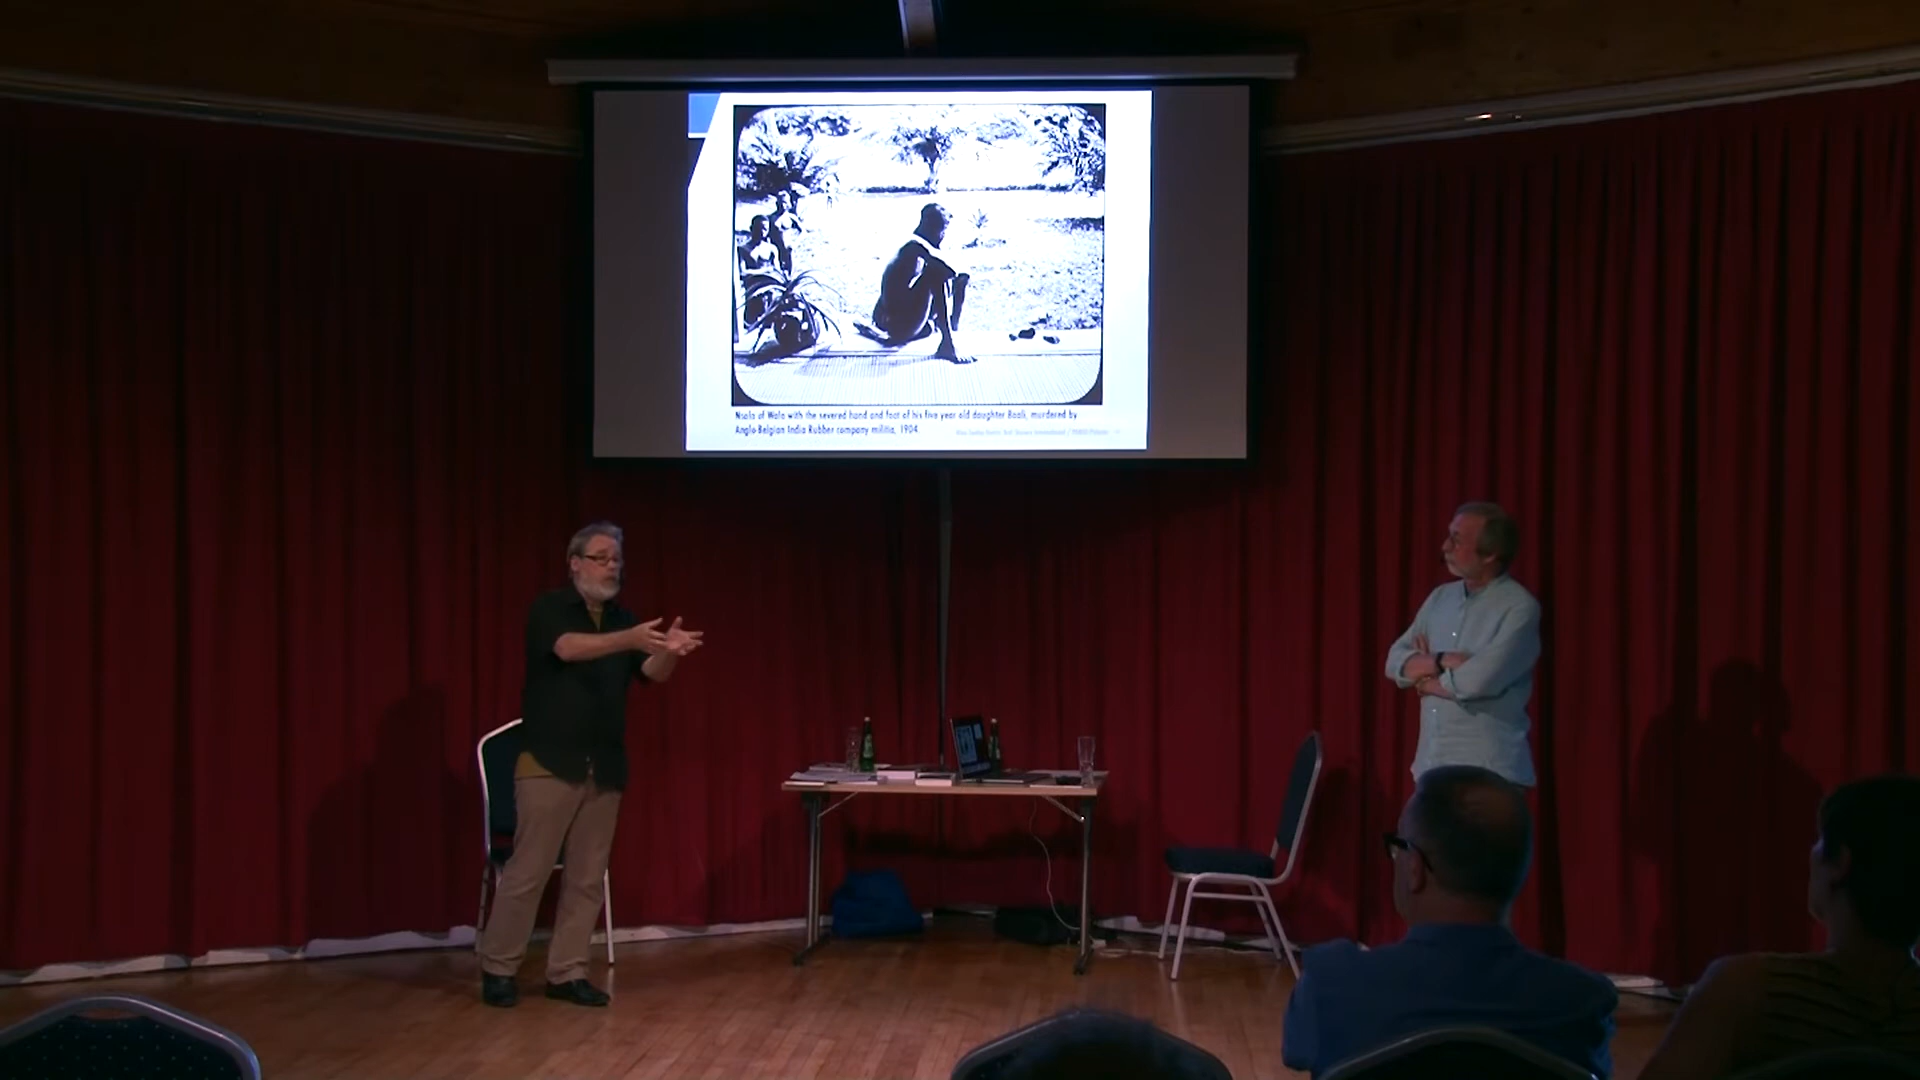 Nsala of Wala with the severed hand and foot of his five year old daughter Boali, murdered by
Anglo-Belgian India Rubber company militia, 1904.